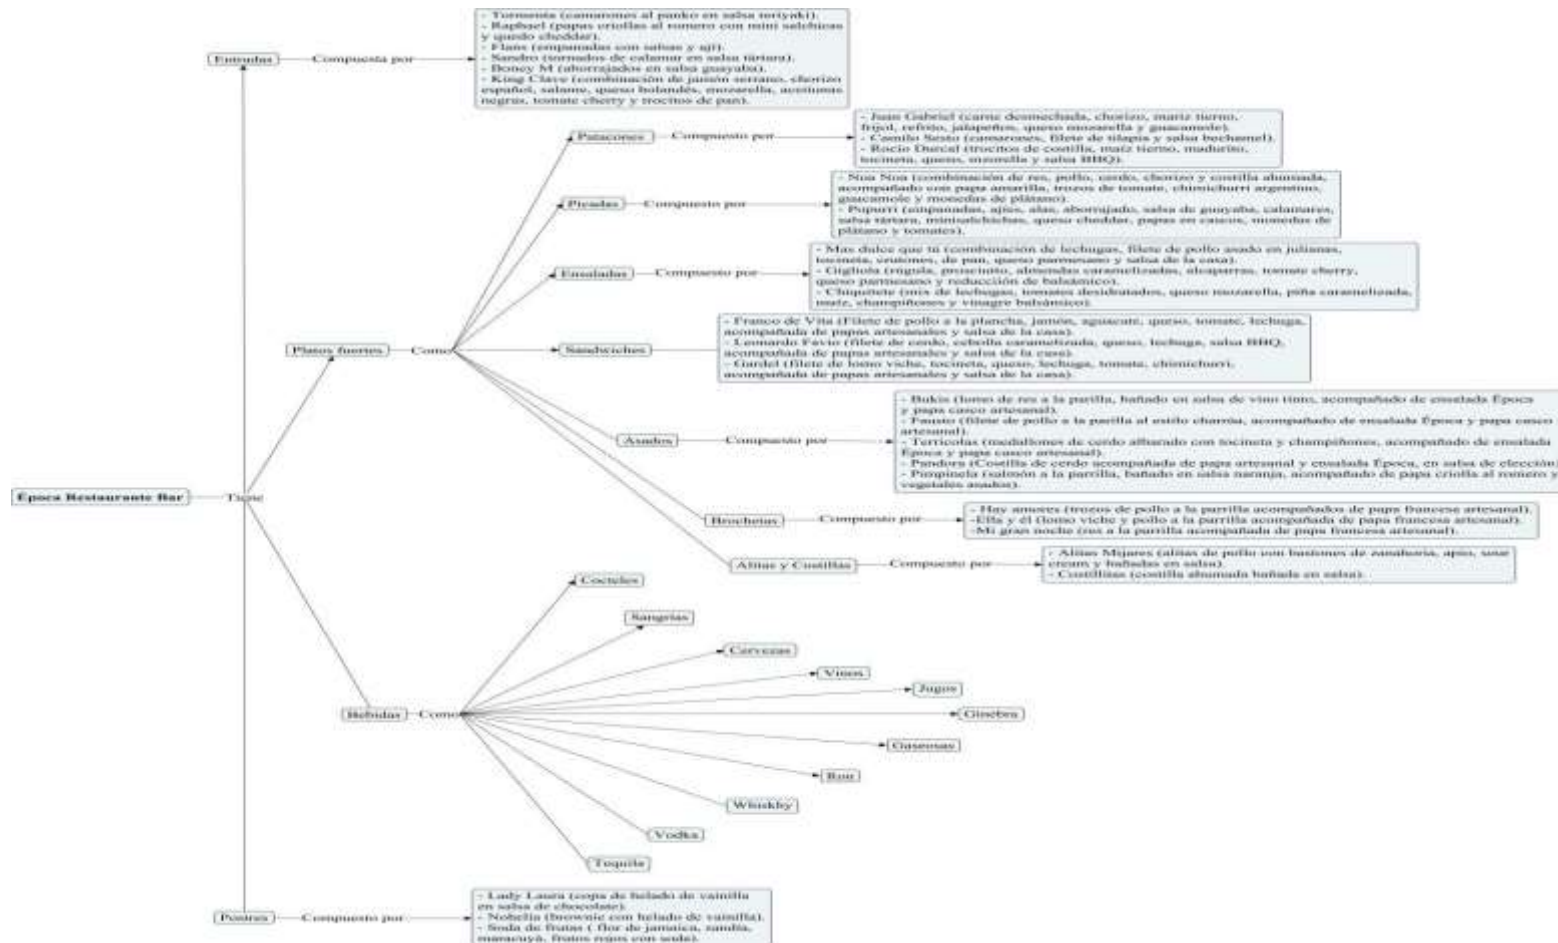 - Tormenta (camarones al panko en salsa teriyaki).
- Raphael (papas criollas al romero con mini salchicas
y quedo cheddar).
- Flans (empanadas con salsas y ají).
- Sandro (tornados de calamar en salsa tártara).
- Boney M (aborrajados en salsa guayaba).
- King Clave (combinación de jamón serrano, chorizo
español, salame, queso holandés, mozarella, aceitunas
negras, tomate cherry y trocitos de pan).
Entradas
Compuesta por
- Juan Gabriel (carne desmechada, chorizo, maríz tierno,
frijol, refrito, jalapeños, queso mozarella y guacamole).
- Camilo Sesto (camarones, filete de tilapia y salsa bechamel).
- Rocío Durcal (trocitos de costilla, maíz tierno, madurito,
tocineta, queso, mzorella y salsa BBQ).
Patacones
Compuesto por
- Noa Noa (combinación de res, pollo, cerdo, chorizo y costilla ahumada,
acompañado con papa amarilla, trozos de tomate, chimichurri argentino,
guacamole y monedas de plátano).
- Popurrí (empanadas, apios, alas, aborrajado, salsa de guayaba, calamares,
salsa tártara, minisalchichas, queso cheddar, papas en cascos, monedas de
plátano y tomates).
Picadas
Compuesto por
- Mas dulce que tú (combinación de lechugas, filete de pollo asado en julianas,
tocineta, crutones, de pan, queso parmesano y salsa de la casa).
- Gigliola (rúgula, prosciutto, almendas caramelizadas, alcaparras, tomate cherry,
queso parmesano y reducción de balsámico).
- Chiquitete (mix de lechugas, tomates desidratados, queso mozarella, piña caramelizada,
maíz, champiñones y vinagre balsámico).
Ensaladas
Compuesto por
- Franco de Vita (Filete de pollo a la plancha, jamón, aguacate, queso, tomate, lechuga,
acompañada de papas artesanales y salsa de la casa).
- Leonardo Favio (filete de cerdo, cebolla caramelizada, queso, lechuga, salsa BBQ,
acompañada de papas artesanales y salsa de la casa).
- Gardel (filete de lomo viche, tocineta, queso, lechuga, tomate, chimichurri,
acompañada de papas artesanales y salsa de la casa).
Platos fuertes
Como
Sandwiches
- Bukis (lomo de res a la parilla, bañado en salsa de vino tinto, acompañado de ensalada Época
y papa casco artesanal).
- Fausto (filete de pollo a la parilla al estilo charrúa, acompañado de ensalada Época y papa casco
artesanal).
- Terrícolas (medallones de cerdo albarado con tocineta y champiñones, acompañado de ensalada
Época y papa casco artesanal).
- Pandora (Costilla de cerdo acompañada de papa artesanal y ensalada Época, en salsa de elección)
- Pimpinela (salmón a la parrilla, bañado en salsa naranja, acompañado de papa criolla al romero y
vegetales asados).
Asados
Compuesto por
Época Restaurante Bar
Tiene
- Hay amores (trozos de pollo a la parrilla acompañados de papa francesa artesanal).
-Ella y él (lomo viche y pollo a la parrilla acompañada de papa francesa artesanal).
-Mi gran noche (res a la parrilla acompañada de papa francesa artesanal).
Brochetas
Compuesto por
- Alitas Mijares (alitas de pollo con bastones de zanahoria, apio, sour
cream y bañadas en salsa).
- Costillitas (costilla ahumada bañada en salsa).
Alitas y Costillas
Compuesto por
Cocteles
Sangrías
Cervezas
Vinos
Jugos
Bebidas
Como
Ginebra
Gaseosas
Ron
Whiskby
Vodka
Tequila
- Lady Laura (copa de helado de vainilla
en salsa de chocolate).
- Nohelia (brownie con helado de vainilla).
- Soda de frutas ( flor de jamaica, sandía,
maracuyá, frutos rojos con soda).
Postres
Compuesto por